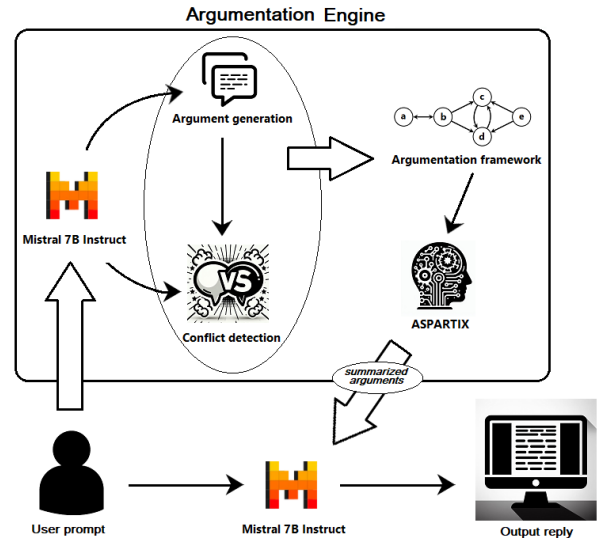 Argumentation Engine
Argument generation
a
b
c
d
e
Argumentation framework
Mistral 7B Instruct
VS
Conflict detection
ASPARTIX
summarized
arguments
User prompt
Mistral 7B Instruct
Output reply